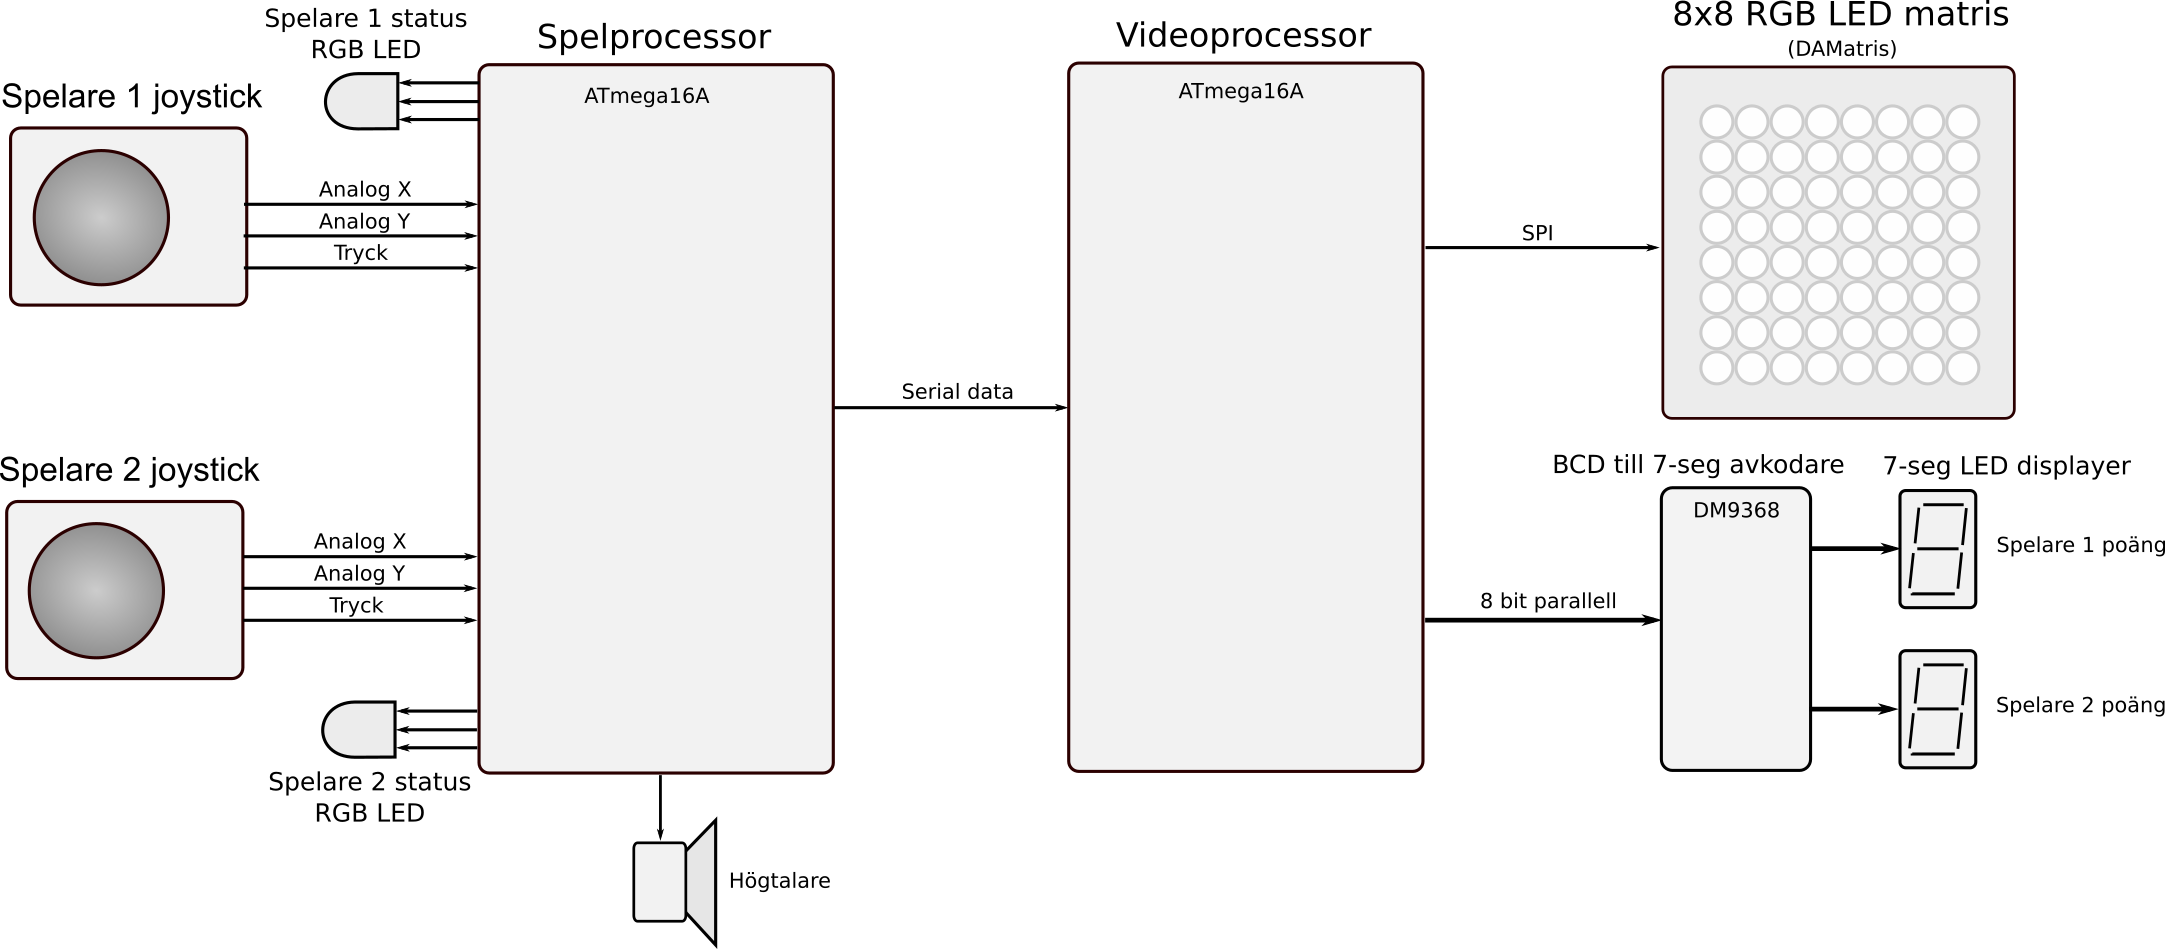 Spelare 1 status
RGB LED
Spelprocessor
ATmega16A
Videoprocessor
ATmega16A
8x8 RGB LED matris
(DAMatris)
Spelare 1 joystick
Analog X
Analog Y
Tryck
SPI
Serial data
Spelare 2 joystick
Analog X
Analog Y
Tryck
BCD till 7-seg avkodare
DM9368
7-seg LED displayer
Spelare 1 poäng
8 bit parallell
Spelare 2 poäng
Spelare 2 status
RGB LED
Högtalare